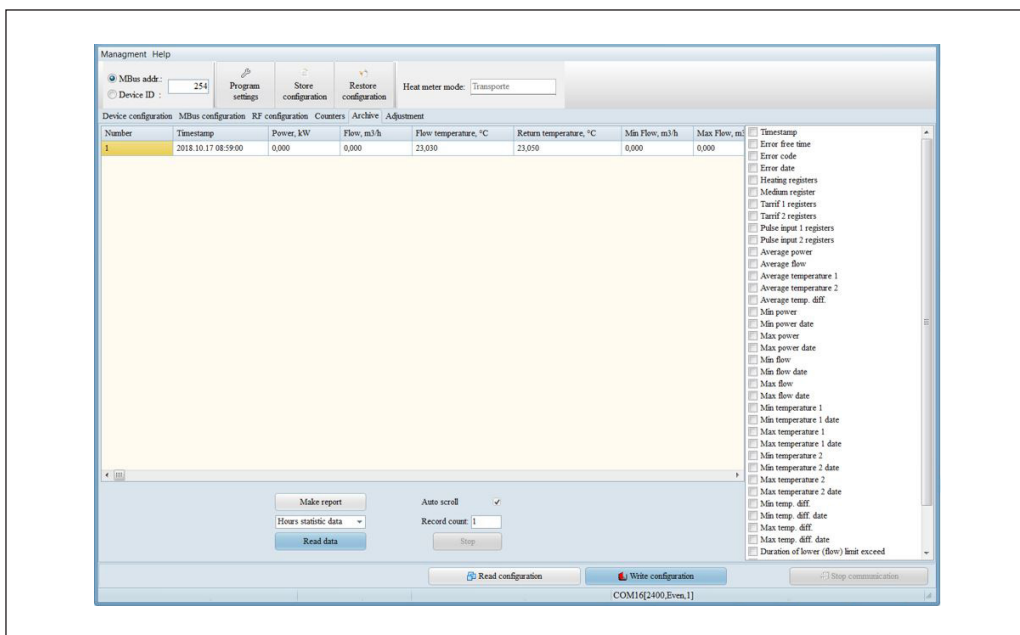 Managment Help
MBus addr.: 254
Device ID :
Program settings
Store configuration
Restore configuration
Heat meter mode: Transporte
Device configuration MBus configuration RF configuration Counters Archive Adjustment
Number Timestamp Power, kW Flow, m3/h Flow temperature, °C Return temperature, °C Min Flow, m3/h Max Flow, m3
1 2018.10.17 08:59:00 0,000 0,000 23,030 23,050 0,000 0,000
Timestamp
Error free time
Error code
Error date
Heating registers
Medium register
Tarrif 1 registers
Tarrif 2 registers
Pulse input 1 registers
Pulse input 2 registers
Average power
Average flow
Average temperature 1
Average temperature 2
Average temp. diff.
Min power
Min power date
Max power
Max power date
Min flow
Min flow date
Max flow
Max flow date
Min temperature 1
Min temperature 1 date
Max temperature 1
Max temperature 1 date
Min temperature 2
Min temperature 2 date
Max temperature 2
Max temperature 2 date
Min temp. diff.
Min temp. diff. date
Max temp. diff.
Max temp. diff. date
Duration of lower (flow) limit exceed
Make report Auto scroll
Hours statistic data Record count: 1
Read data Stop
Read configuration Write configuration Stop communication
COM16[2400,Even,1]